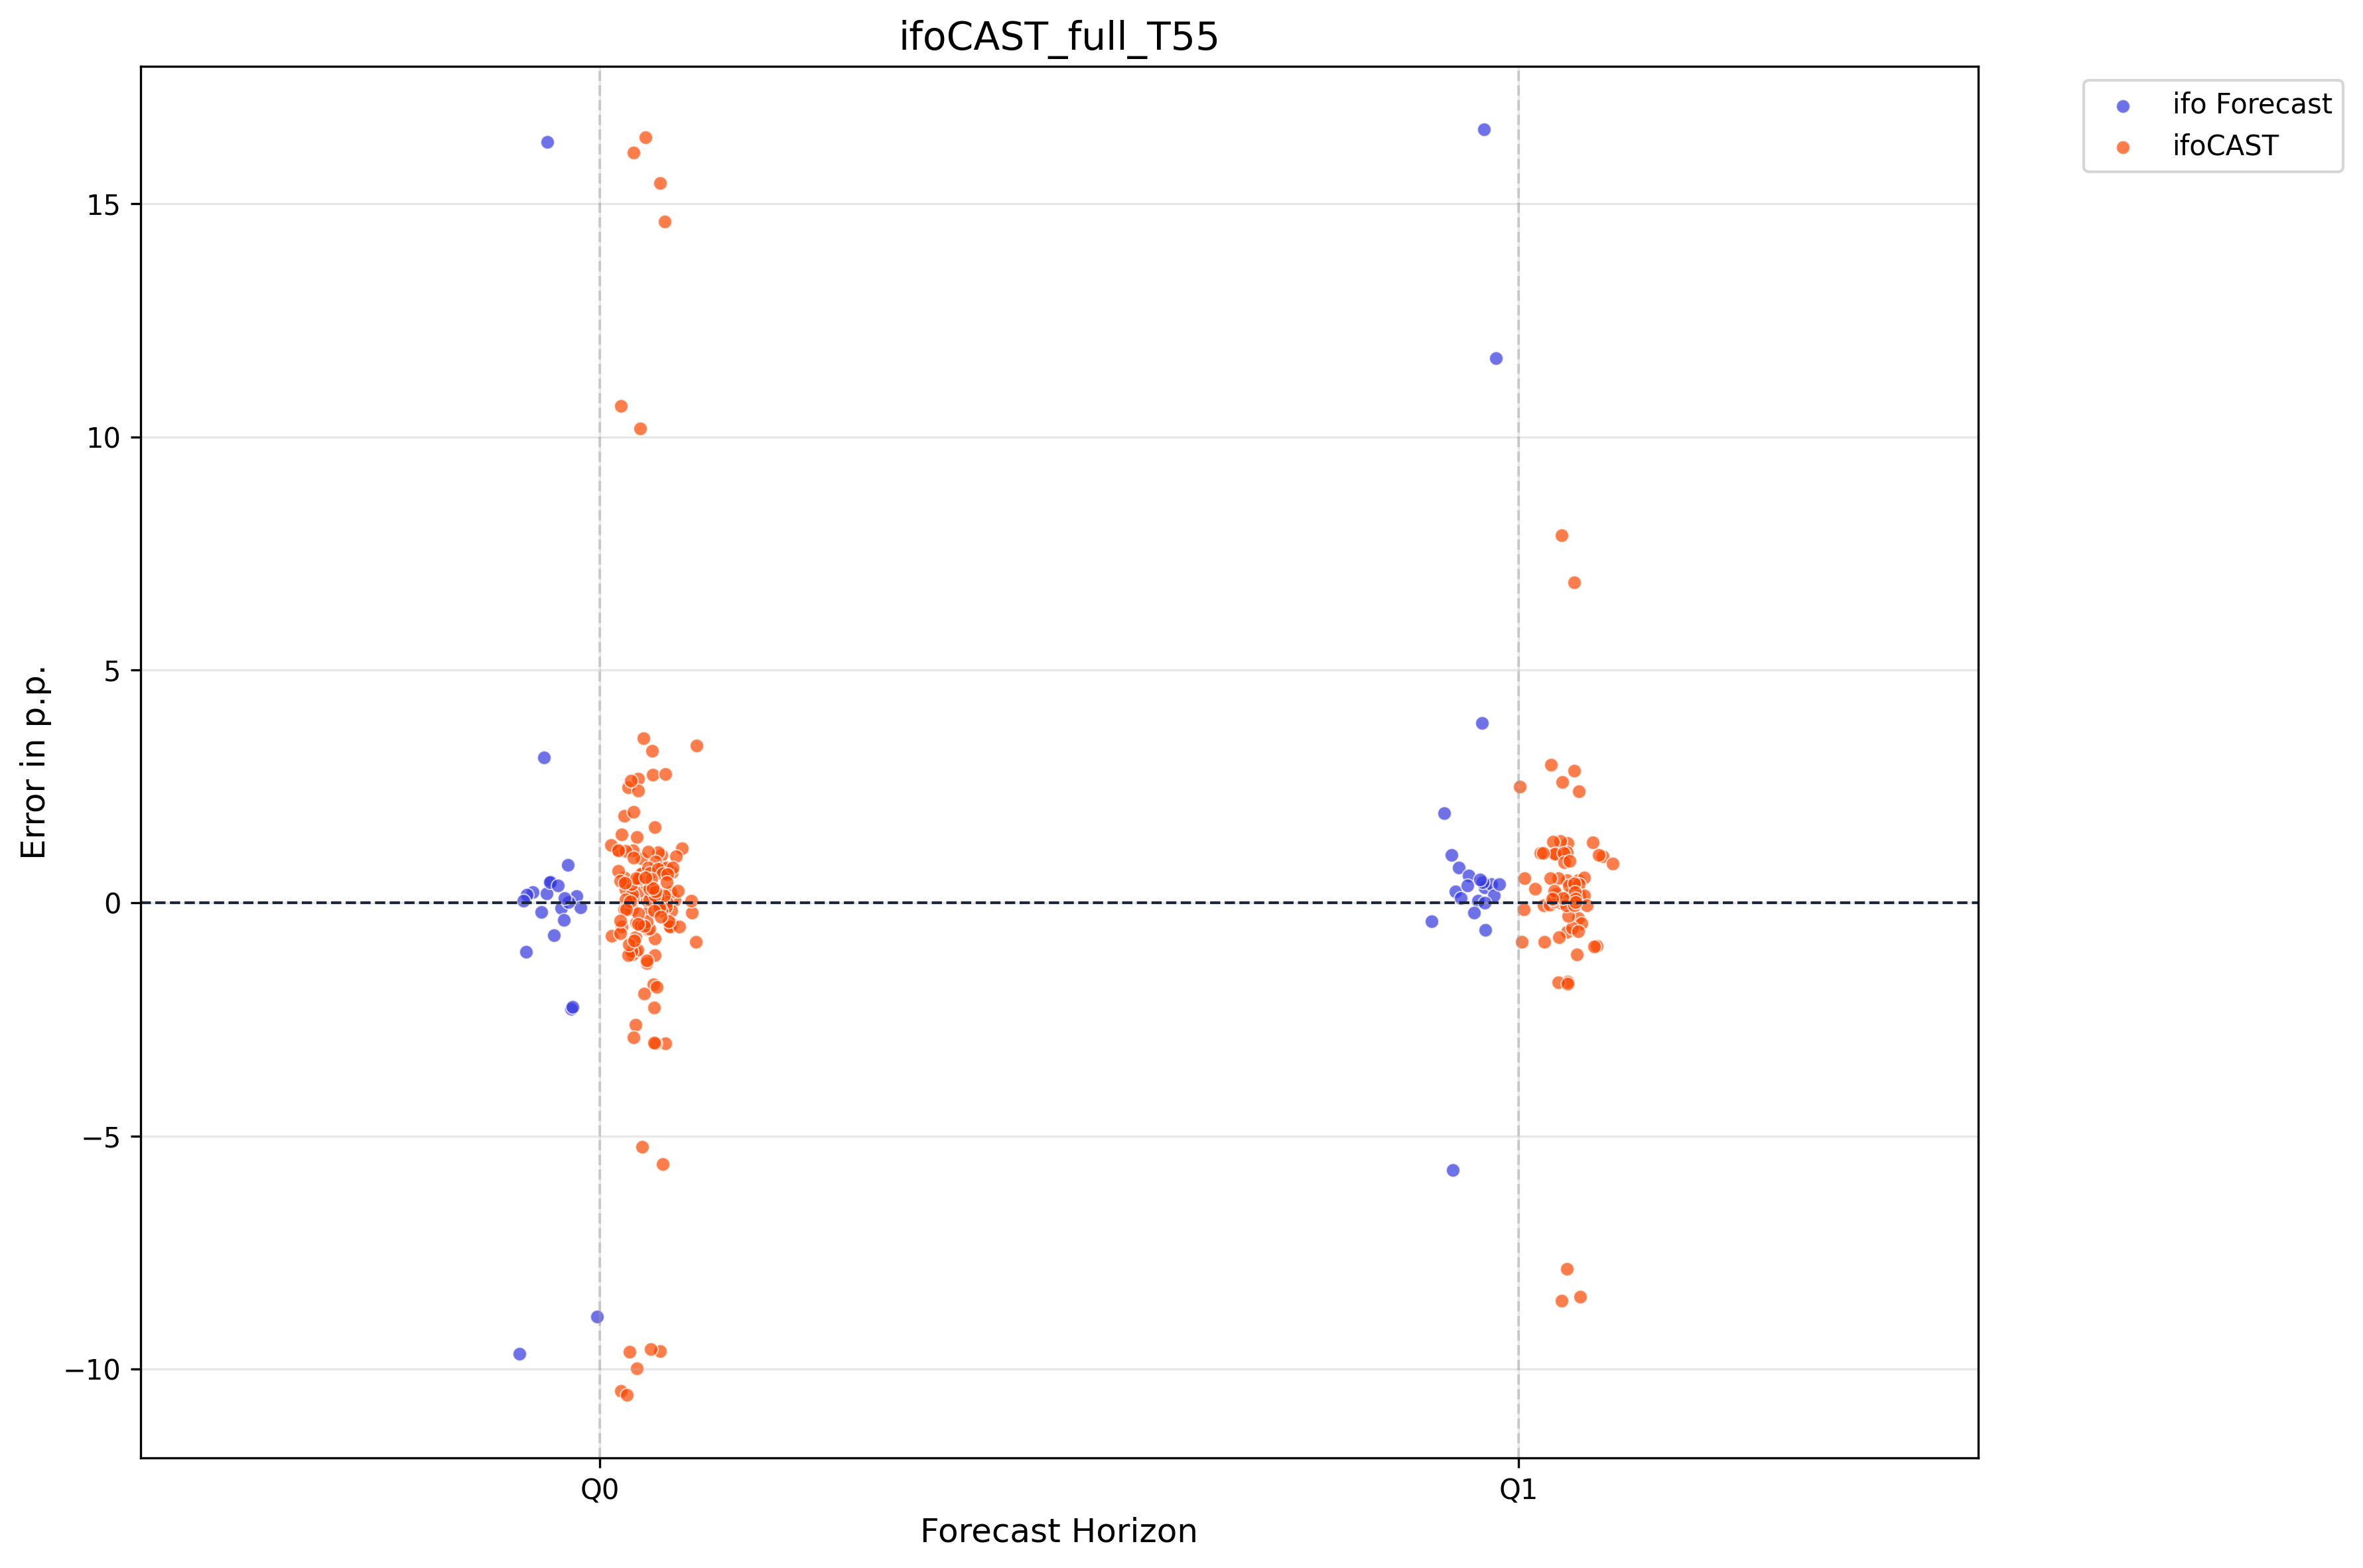 ifoCAST_full_T55
ifo Forecast
ifoCAST
15
10
5
0
−5
−10
Error in p.p.
Q0
Q1
Forecast Horizon